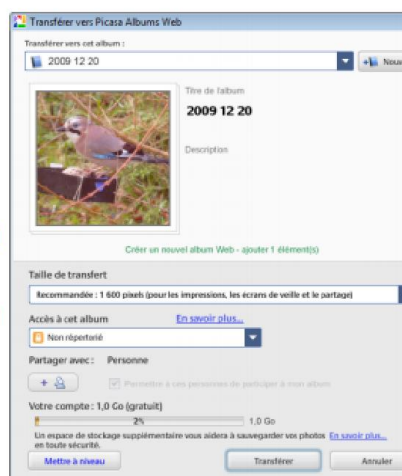 Transférer vers Picasa Albums Web
Transférer vers cet album :
2009 12 20
Nouv
Titre de l'album
2009 12 20
Description
Créer un nouvel album Web - ajouter 1 élément(s)
Taille de transfert
Recommandée : 1 600 pixels (pour les impressions, les écrans de veille et le partage)
Accès à cet album En savoir plus...
Non répertorié
Partager avec : Personne
Permettre à ces personnes de participer à mon album
Votre compte : 1,0 Go (gratuit)
2% 1,0 Go
Un espace de stockage supplémentaire vous aidera à sauvegarder vos photos En savoir plus...
en toute sécurité.
Mettre à niveau Transférer Annuler